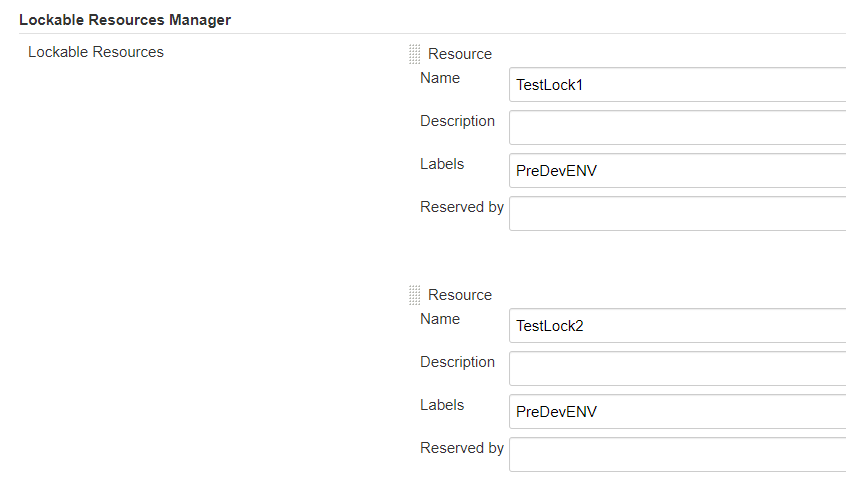 Lockable Resources Manager
Lockable Resources
Resource
Name TestLock1
Description
Labels PreDevENV
Reserved by
Resource
Name TestLock2
Description
Labels PreDevENV
Reserved by